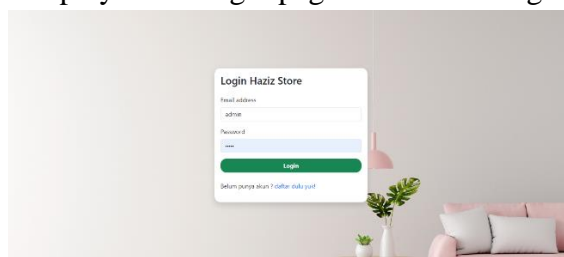 Login Haziz Store
Email address
admin
Password
Login
Belum punya akun ? daftar dulu yuk!